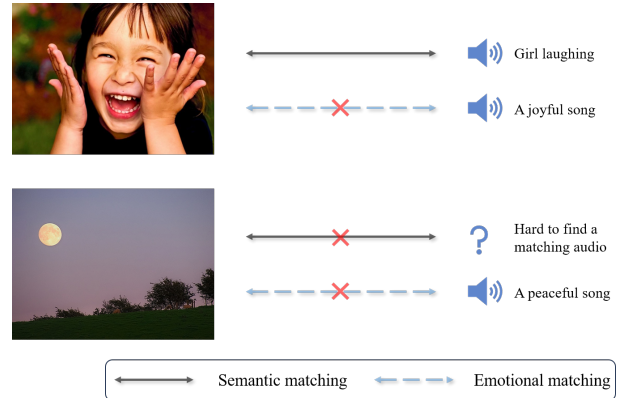 Girl laughing
A joyful song
?
Hard to find a
matching audio
A peaceful song
Semantic matching
Emotional matching